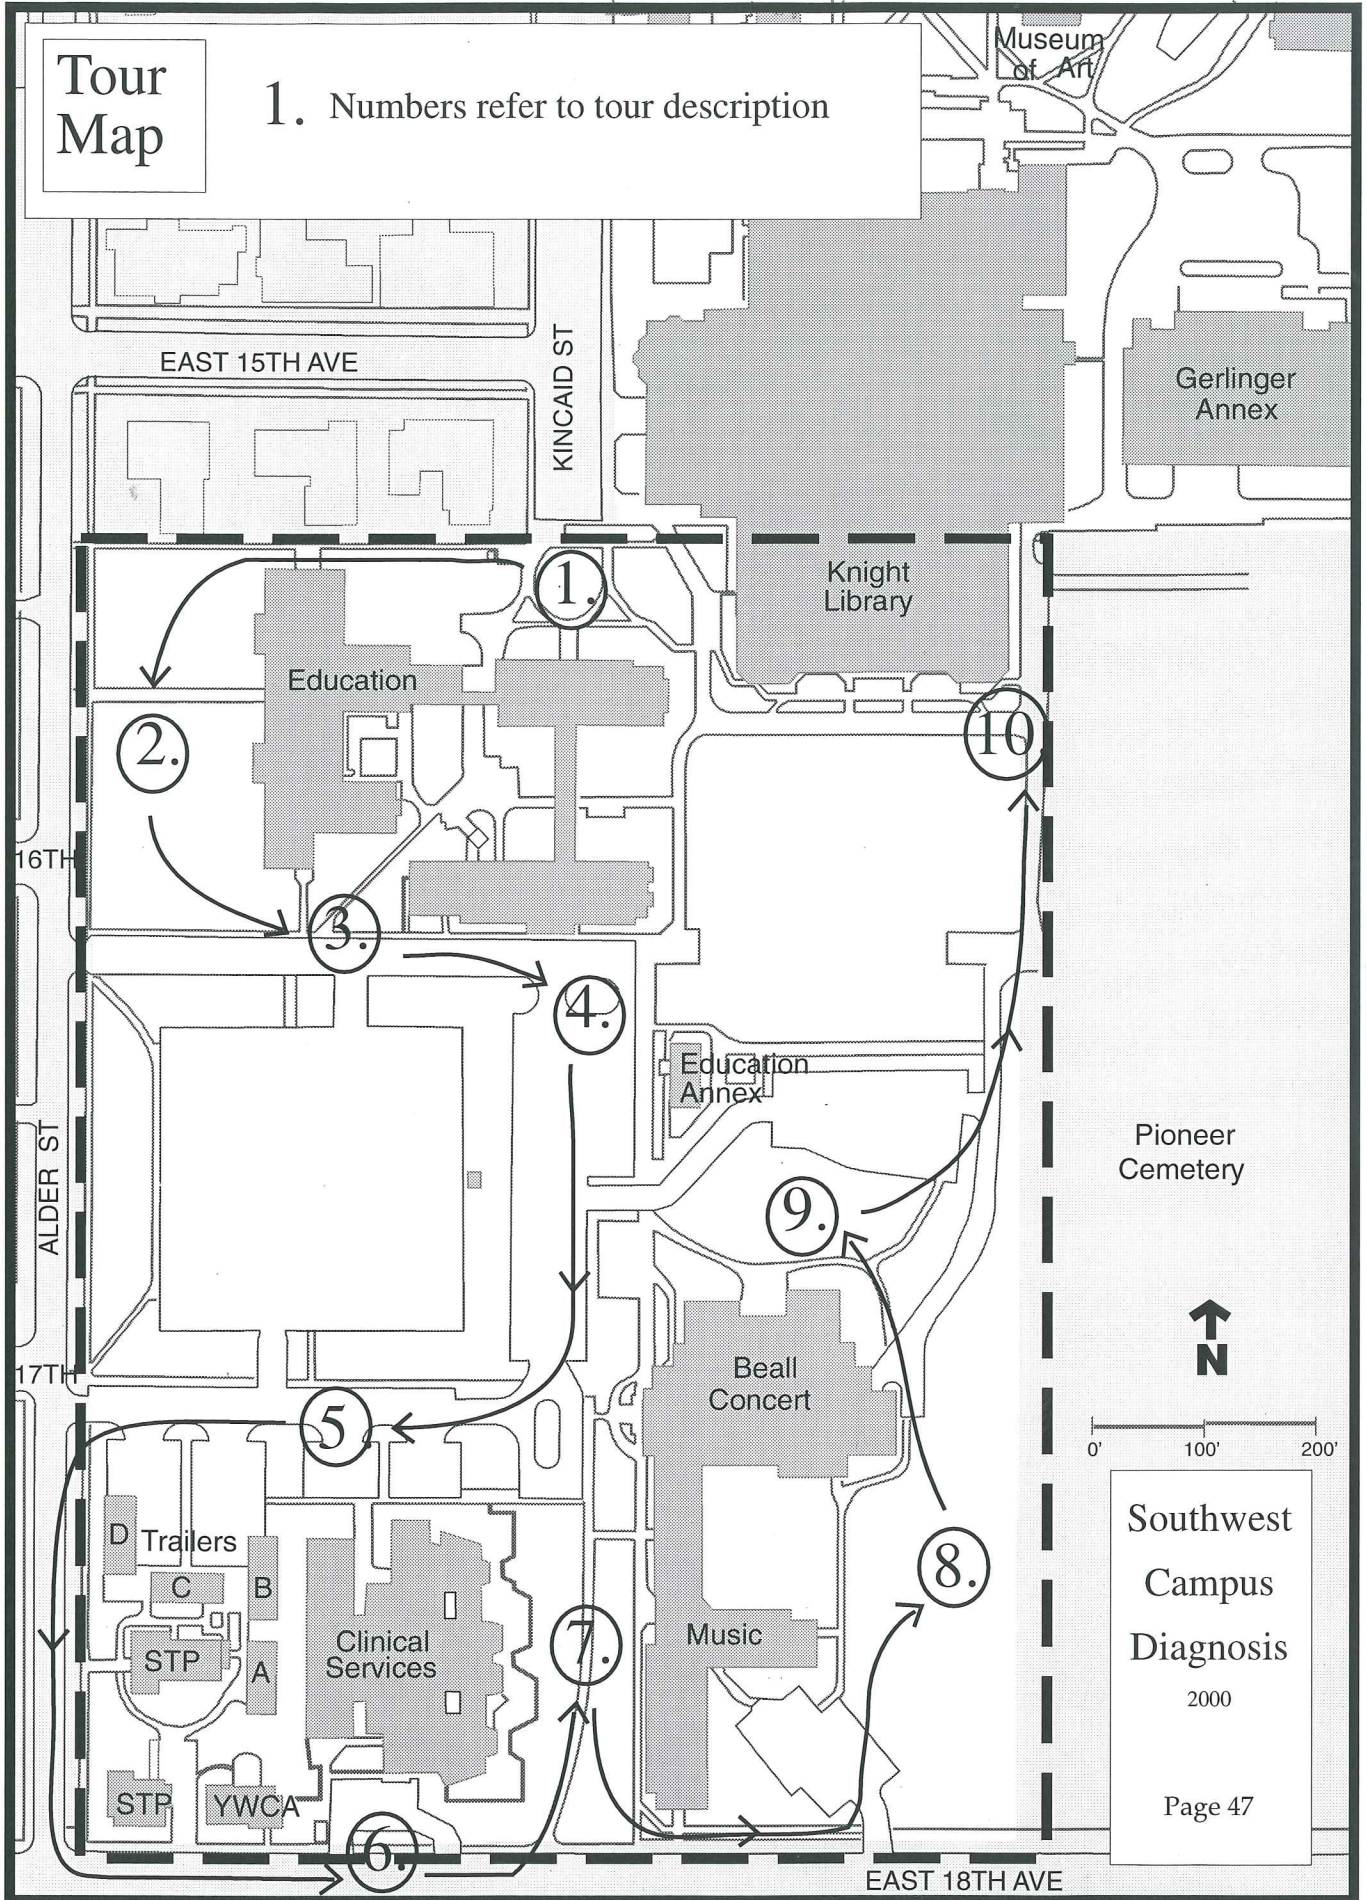 Tour
Map
1. Numbers refer to tour description
Museum
of Art
EAST 15TH AVE
KINCAID ST
Gerlinger
Annex
Knight
Library
1.
Education
2.
10.
16TH
3.
4.
Education
Annex
ALDER ST
Pioneer
Cemetery
9.
N
17TH
Beall
Concert
5.
0' 100' 200'
D
Trailers
C
B
8.
STP
A
Clinical
Services
7.
Music
STP
YWCA
6.
EAST 18TH AVE
Southwest
Campus
Diagnosis
2000
Page 47